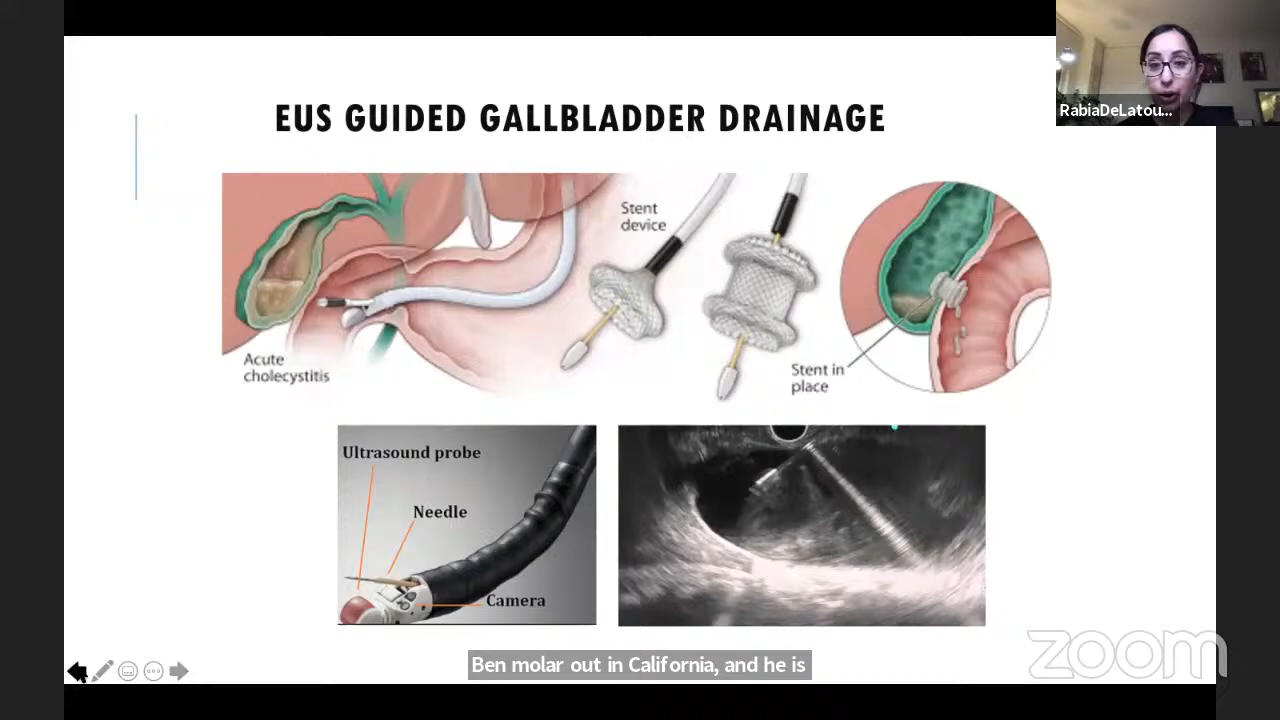 RabiaDeLatou...
EUS GUIDED GALLBLADDER DRAINAGE
Stent
device
Acute
cholecystitis
Stent in
place
Ultrasound probe
Needle
Camera
Ben molar out in California, and he is
zoom